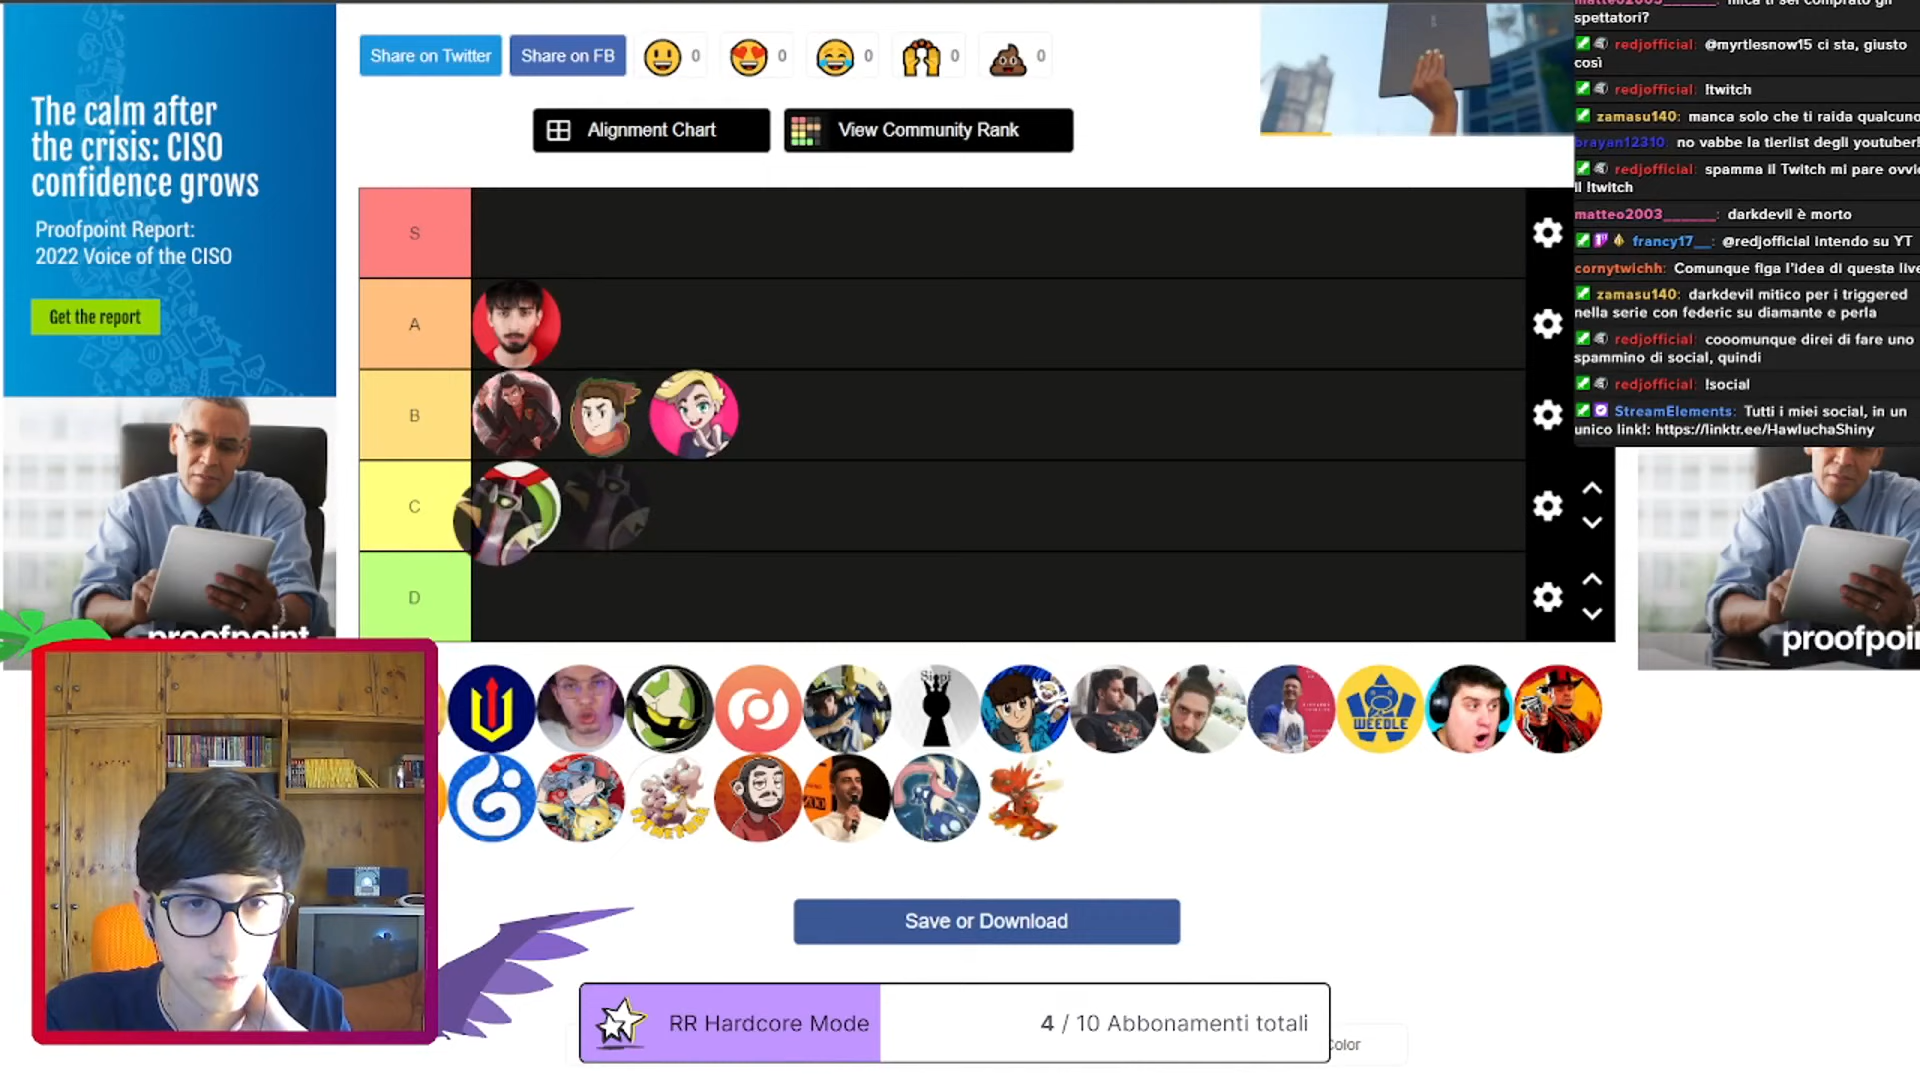 The calm after
the crisis: CISO
confidence grows
Proofpoint Report:
2022 Voice of the CISO
Get the report
proofpoint
Share on Twitter
Share on FB
0
0
0
0
0
Alignment Chart
View Community Rank
S
A
B
C
D
Siepi
WEEDLE
Save or Download
RR Hardcore Mode
4 / 10 Abbonamenti totali
Color
spettatori?
redjofficial: @myrtlesnow15 ci sta, giusto
così
redjofficial: !twitch
zamasu140: manca solo che ti raida qualcuno
brayan12310: no vabbe la tierlist degli youtuber!
redjofficial: spamma il Twitch mi pare ovvi
il !twitch
matteo2003______: darkdevil è morto
francy17__: @redjofficial intendo su YT
cornytwichh: Comunque figa l'idea di questa live
zamasu140: darkdevil mitico per i triggered
nella serie con federic su diamante e perla
redjofficial: cooomunque direi di fare uno
spammino di social, quindi
redjofficial: !social
StreamElements: Tutti i miei social, in un
unico link!: https://linktr.ee/HawluchaShiny
proofpoin